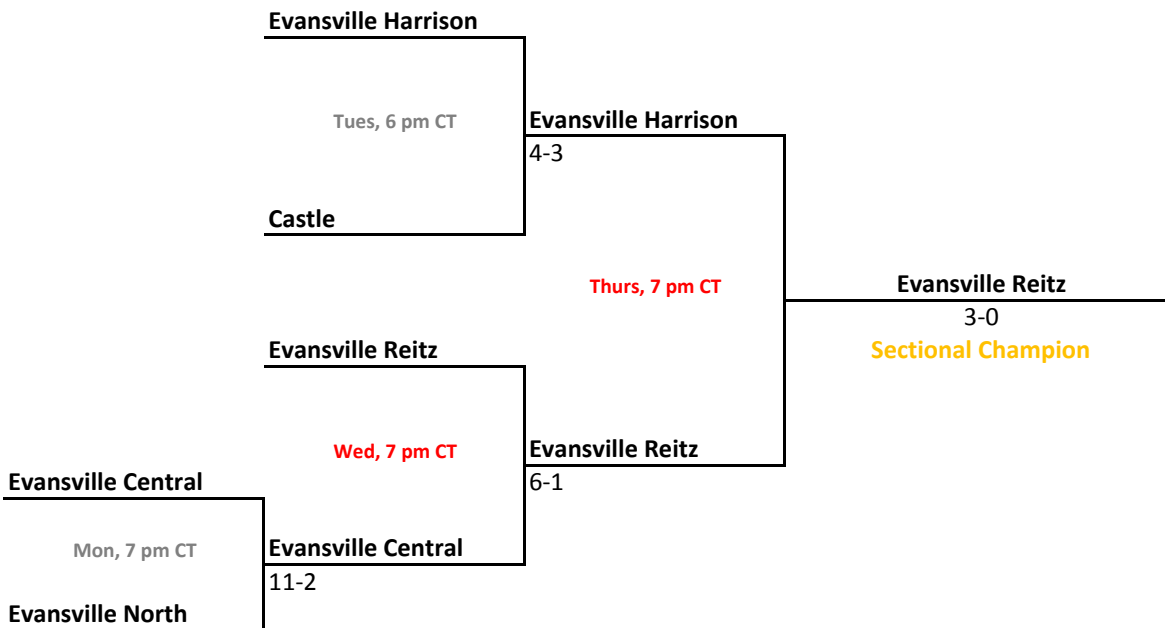 Evansville Harrison
Tues, 6 pm CT
Evansville Harrison
4-3
Castle
Thurs, 7 pm CT
Evansville Reitz
3-0
Sectional Champion
Evansville Reitz
Wed, 7 pm CT
Evansville Reitz
6-1
Evansville Central
Mon, 7 pm CT
Evansville Central
11-2
Evansville North